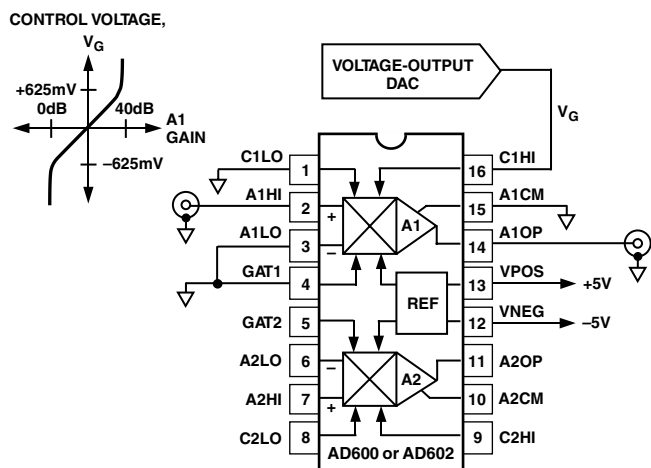 CONTROL VOLTAGE,
VG
+625mV
0dB
40dB
A1
GAIN
–625mV
VOLTAGE-OUTPUT
DAC
VG
C1LO
1
16
C1HI
A1HI
2
+
A1
15
A1CM
A1LO
3
–
14
A1OP
GAT1
4
REF
13
VPOS
+5V
GAT2
5
12
VNEG
–5V
A2LO
6
–
A2
11
A2OP
A2HI
7
+
10
A2CM
C2LO
8
9
C2HI
AD600 or AD602